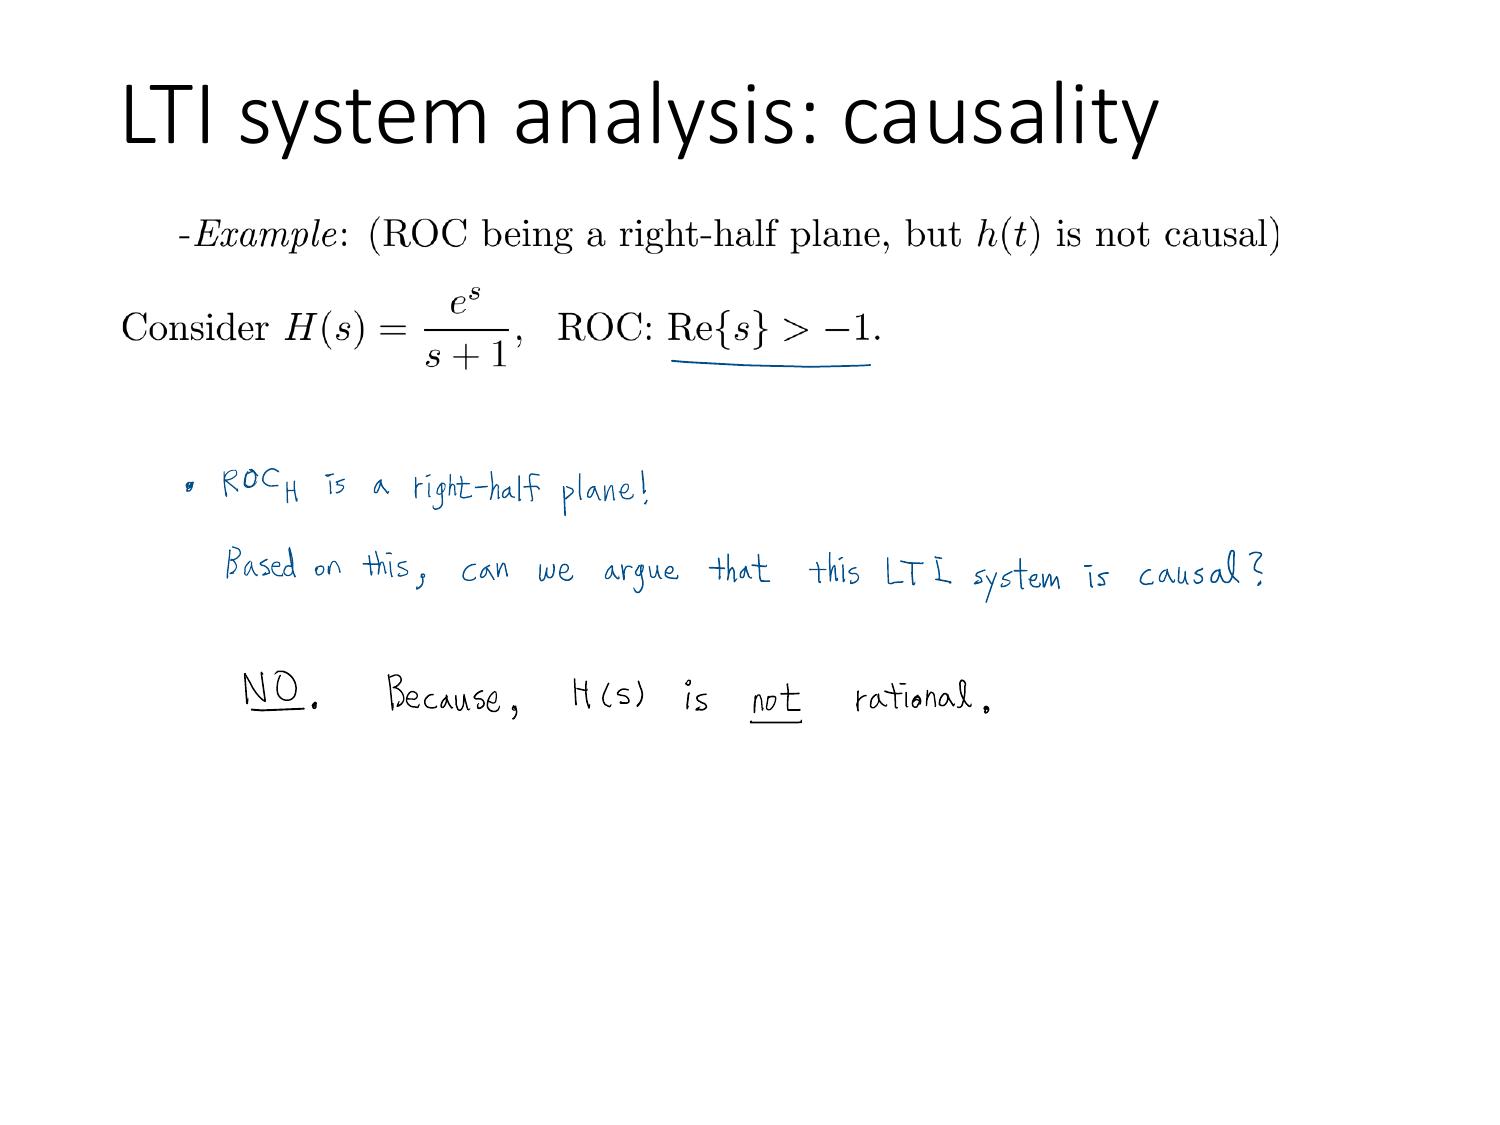 LTI system analysis: causality
-Example: (ROC being a right-half plane, but h(t) is not causal)
Consider H(s) = e^s / (s + 1), ROC: Re{s} > −1.
• ROC_H is a right-half plane!
Based on this, can we argue that this LTI system is causal?
NO. Because, H(s) is not rational.